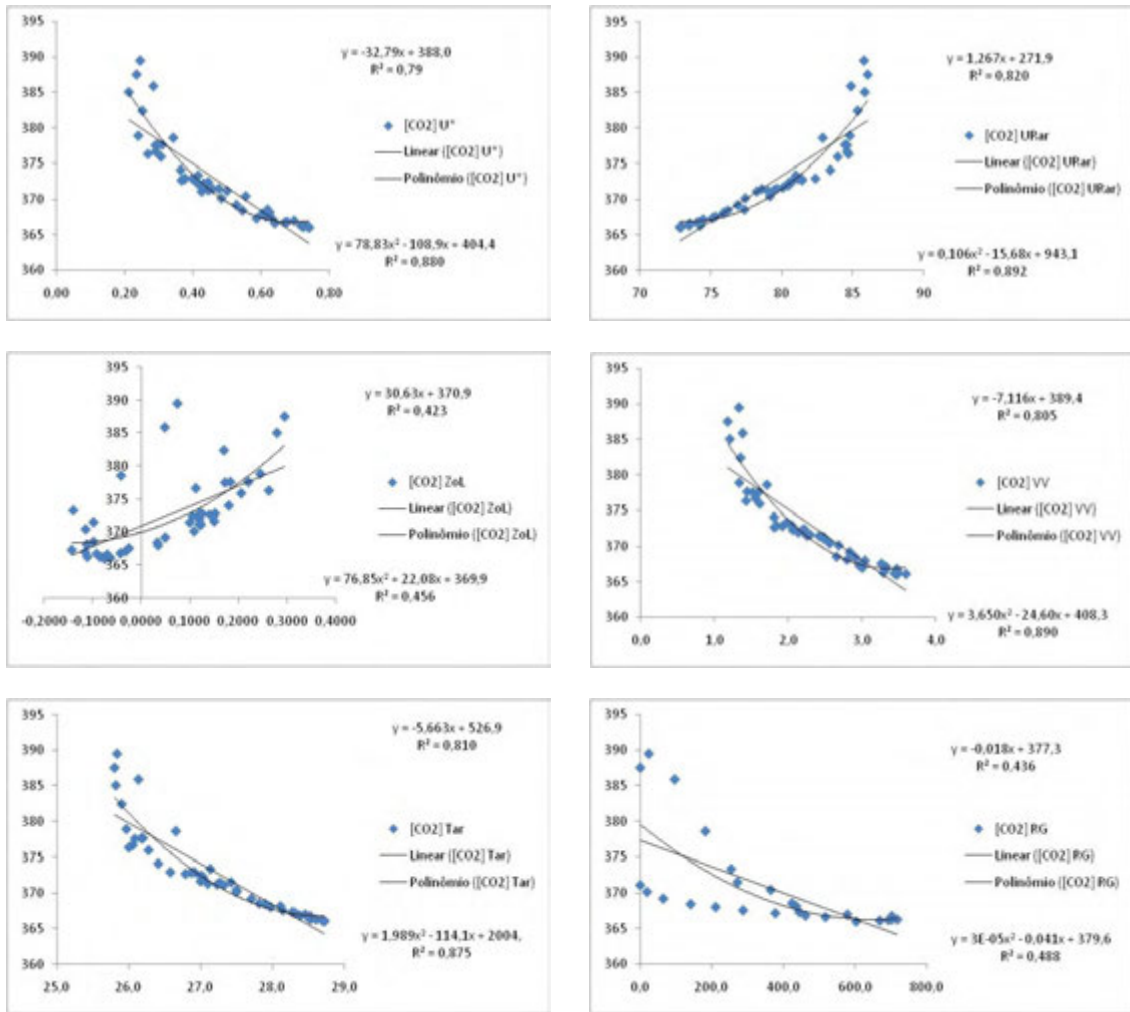 395
390
385
380
375
370
365
360
0,00 0,20 0,40 0,60 0,80
y = -32,79x + 388,0
R² = 0,79
[CO2] U*
Linear ([CO2] U*)
Polinômio ([CO2] U*)
y = 78,83x² - 108,9x + 404,4
R² = 0,880
395
390
385
380
375
370
365
360
70 75 80 85 90
y = 1,267x + 271,9
R² = 0,820
[CO2] URar
Linear ([CO2] URar)
Polinômio ([CO2] URar)
y = 0,106x² - 15,68x + 943,1
R² = 0,892
395
390
385
380
375
370
365
360
-0,2000 -0,1000 0,0000 0,1000 0,2000 0,3000 0,4000
y = 30,63x + 370,9
R² = 0,423
[CO2] ZoL
Linear ([CO2] ZoL)
Polinômio ([CO2] ZoL)
y = 76,85x² + 22,08x + 369,9
R² = 0,456
395
390
385
380
375
370
365
360
0,0 1,0 2,0 3,0 4,0
y = -7,116x + 389,4
R² = 0,805
[CO2] VV
Linear ([CO2] VV)
Polinômio ([CO2] VV)
y = 3,650x² - 24,60x + 408,3
R² = 0,890
395
390
385
380
375
370
365
360
25,0 26,0 27,0 28,0 29,0
y = -5,663x + 526,9
R² = 0,810
[CO2] Tar
Linear ([CO2] Tar)
Polinômio ([CO2] Tar)
y = 1,989x² - 114,1x + 2004,
R² = 0,875
395
390
385
380
375
370
365
360
0,0 200,0 400,0 600,0 800,0
y = -0,018x + 377,3
R² = 0,436
[CO2] RG
Linear ([CO2] RG)
Polinômio ([CO2] RG)
y = 3E-05x² - 0,041x + 379,6
R² = 0,488